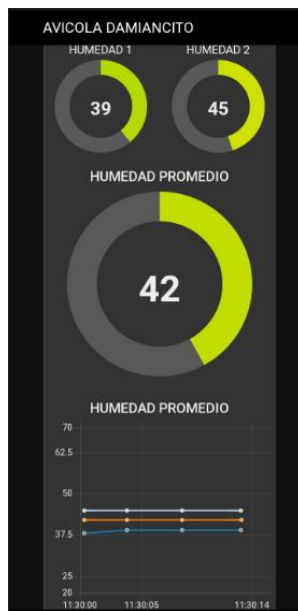 AVICOLA DAMIANCITO
HUMEDAD 1 HUMEDAD 2
39 45
HUMEDAD PROMEDIO
42
HUMEDAD PROMEDIO
70
62.5
50
37.5
25
20
11:30:00 11:30:05 11:30:14